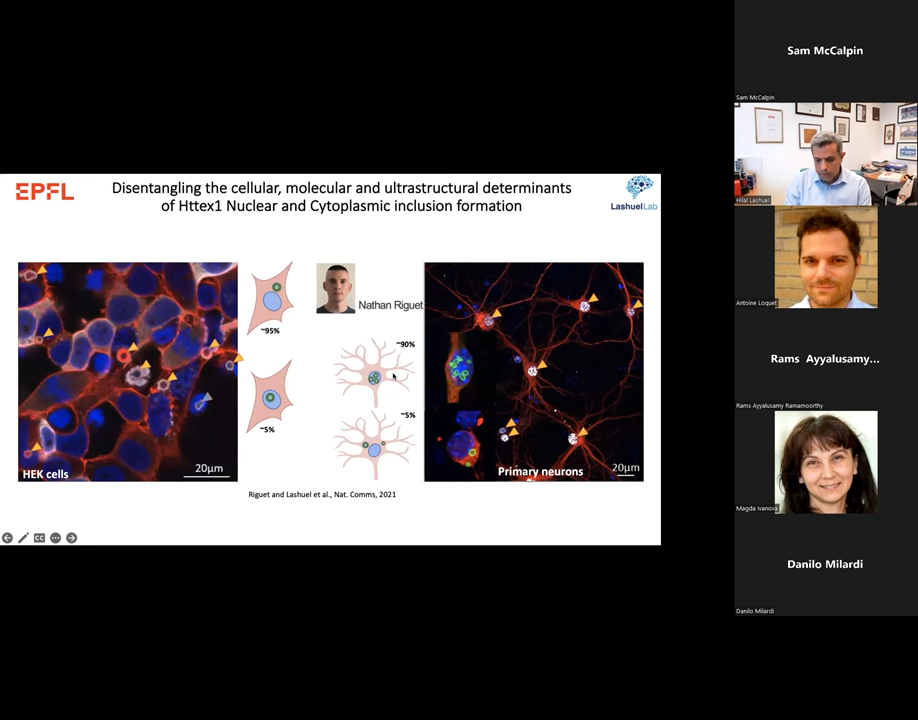 EPFL
Disentangling the cellular, molecular and ultrastructural determinants
of Httex1 Nuclear and Cytoplasmic inclusion formation
LashuelLab
~95%
~5%
HEK cells
20µm
Nathan Riguet
~90%
~5%
Primary neurons
20µm
Riguet and Lashuel et al., Nat. Comms, 2021
CC
Sam McCalpin
Sam McCalpin
Hilal Lashuel
Antoine Loquet
Rams Ayyalusamy...
Rams Ayyalusamy Ramamoorthy
Magda Ivanova
Danilo Milardi
Danilo Milardi